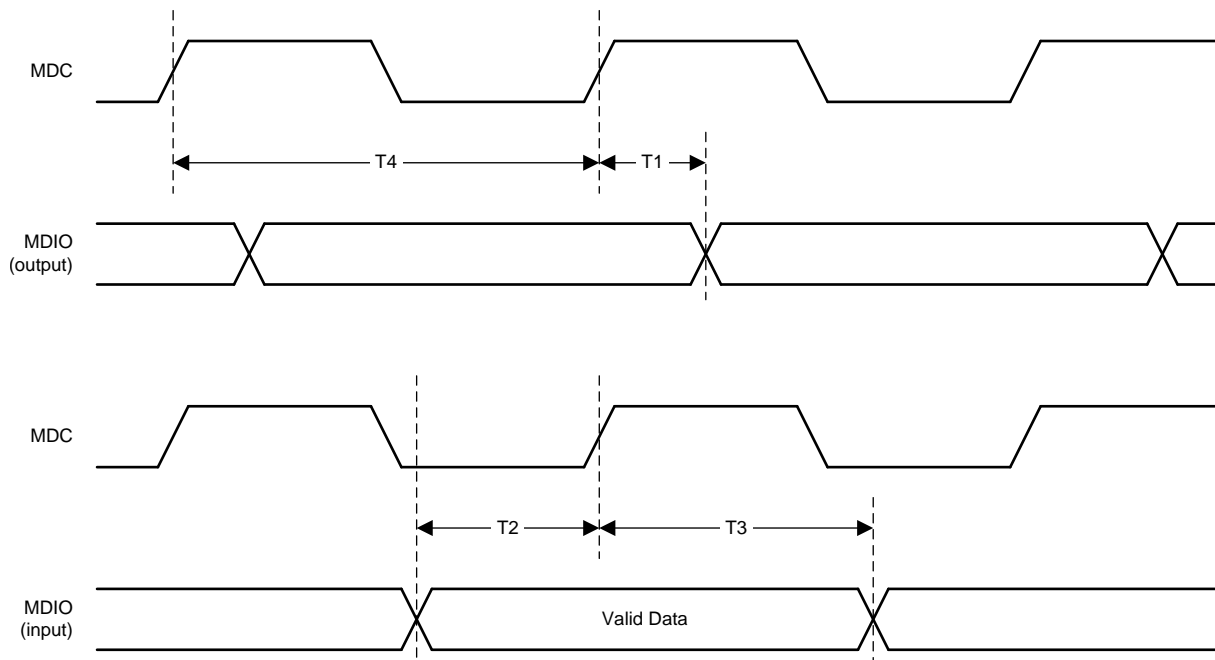 MDC
T4
T1
MDIO
(output)
MDC
T2
T3
MDIO
(input)
Valid Data